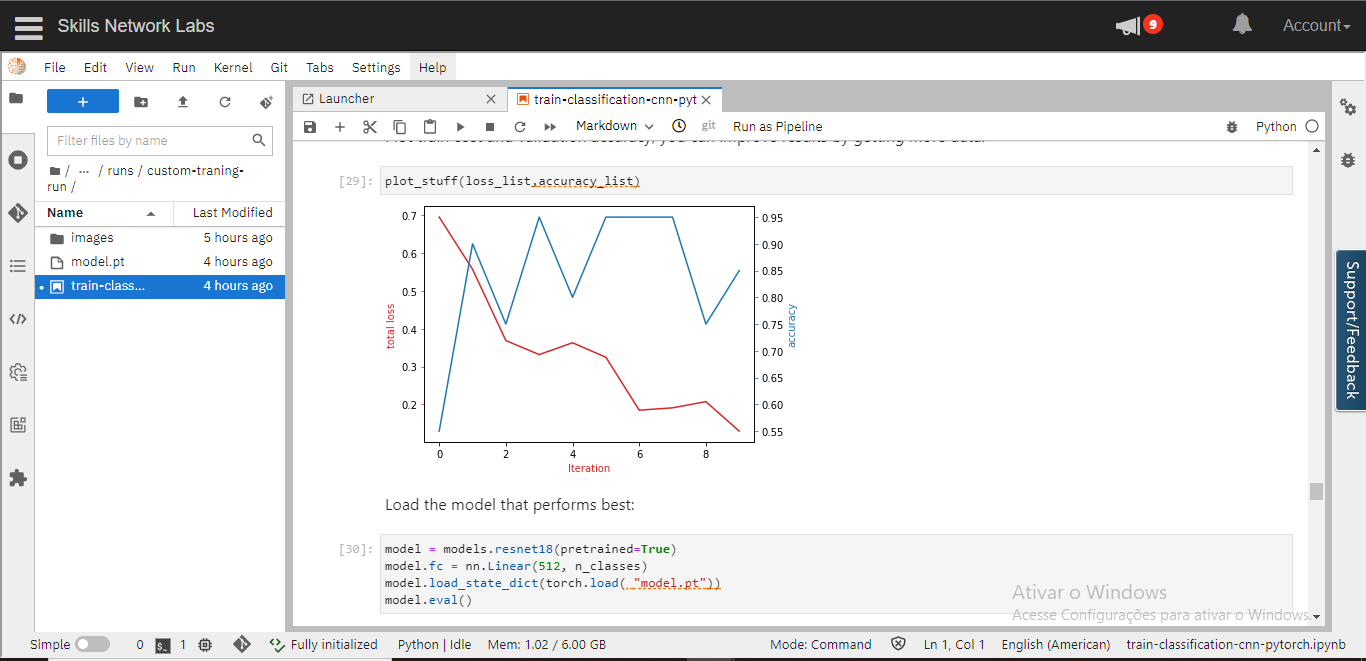 Skills Network Labs
9
Account
File Edit View Run Kernel Git Tabs Settings Help
+
Filter files by name
/ ··· / runs / custom-traning-
run /
Name Last Modified
images 5 hours ago
model.pt 4 hours ago
train-class... 4 hours ago
Launcher
train-classification-cnn-pyt
Markdown
git
Run as Pipeline
Python
[29]:
plot_stuff(loss_list,accuracy_list)
0.7
0.6
0.5
0.4
0.3
0.2
total loss
0 2 4 6 8
Iteration
0.95
0.90
0.85
0.80
0.75
0.70
0.65
0.60
0.55
accuracy
Load the model that performs best:
[30]:
model = models.resnet18(pretrained=True)
model.fc = nn.Linear(512, n_classes)
model.load_state_dict(torch.load( "model.pt"))
model.eval()
Support/Feedback
Ativar o Windows
Acesse Configurações para ativar o Windows.
Simple 0 $_ 1 Fully initialized Python | Idle Mem: 1.02 / 6.00 GB Mode: Command Ln 1, Col 1 English (American) train-classification-cnn-pytorch.ipynb